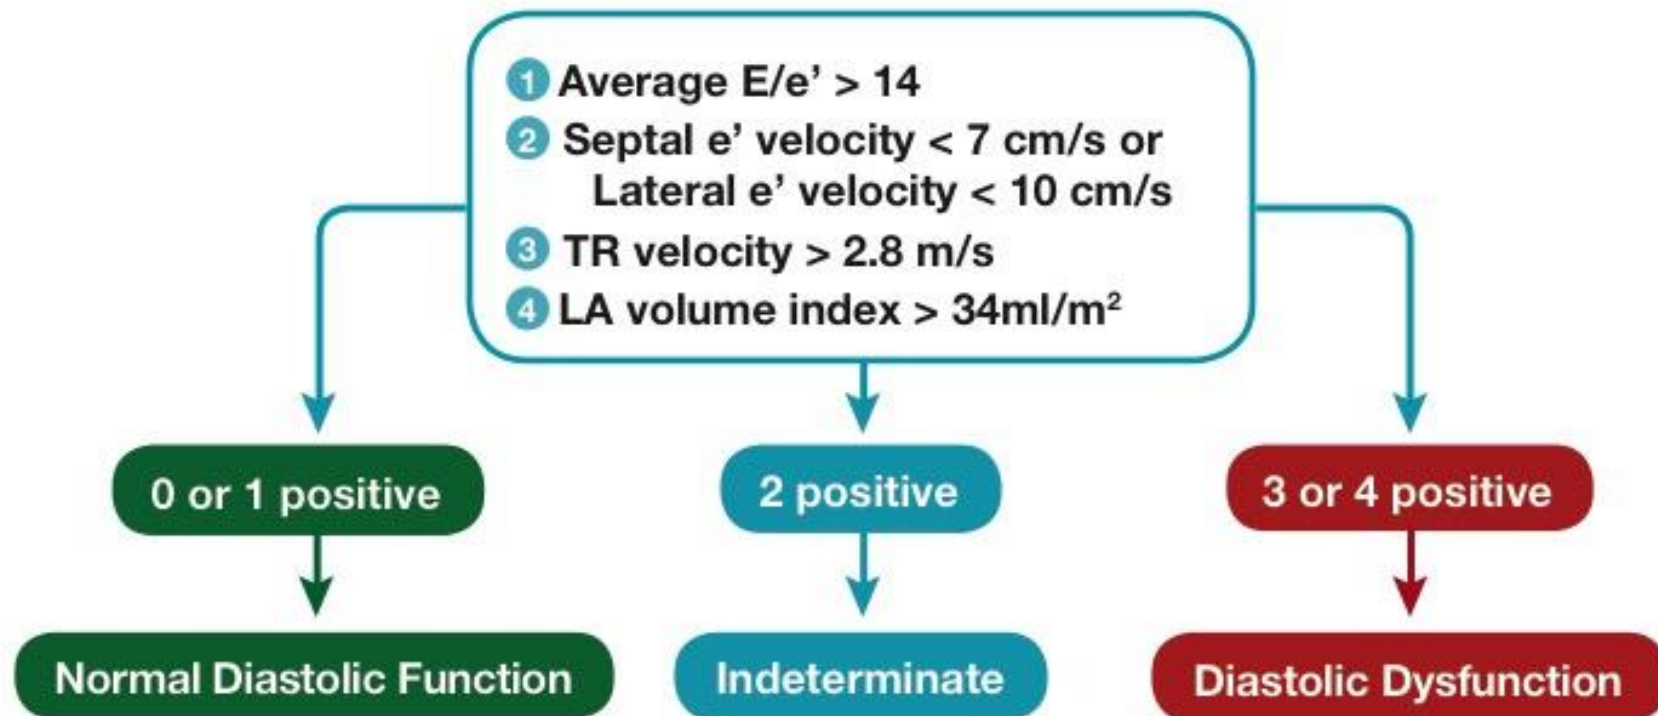 1 Average E/e’ > 14
2 Septal e’ velocity < 7 cm/s or
Lateral e’ velocity < 10 cm/s
3 TR velocity > 2.8 m/s
4 LA volume index > 34ml/m²
0 or 1 positive
2 positive
3 or 4 positive
Normal Diastolic Function
Indeterminate
Diastolic Dysfunction